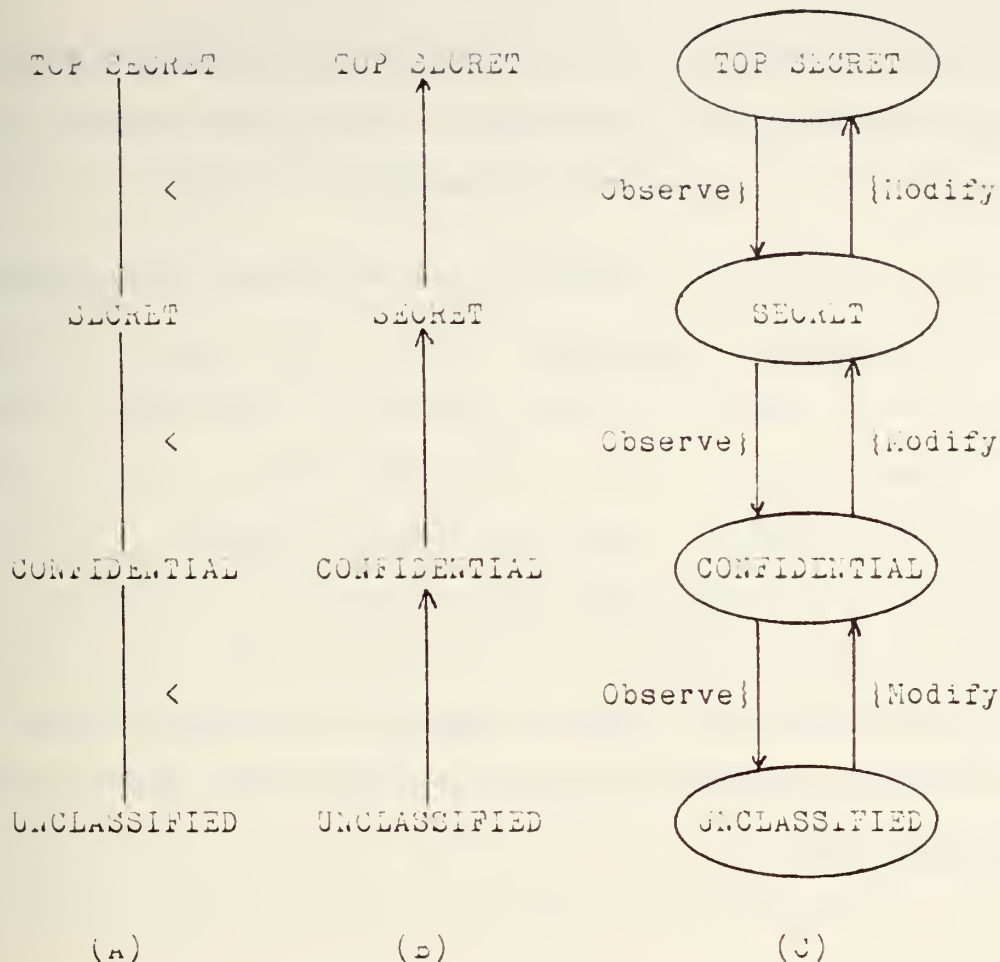 TOP SECRET TOP SECRET TOP SECRET
< Observe} {Modify
SECRET SECRET SECRET
< Observe} {Modify
CONFIDENTIAL CONFIDENTIAL CONFIDENTIAL
< Observe} {Modify
UNCLASSIFIED UNCLASSIFIED UNCLASSIFIED
(A) (B) (C)